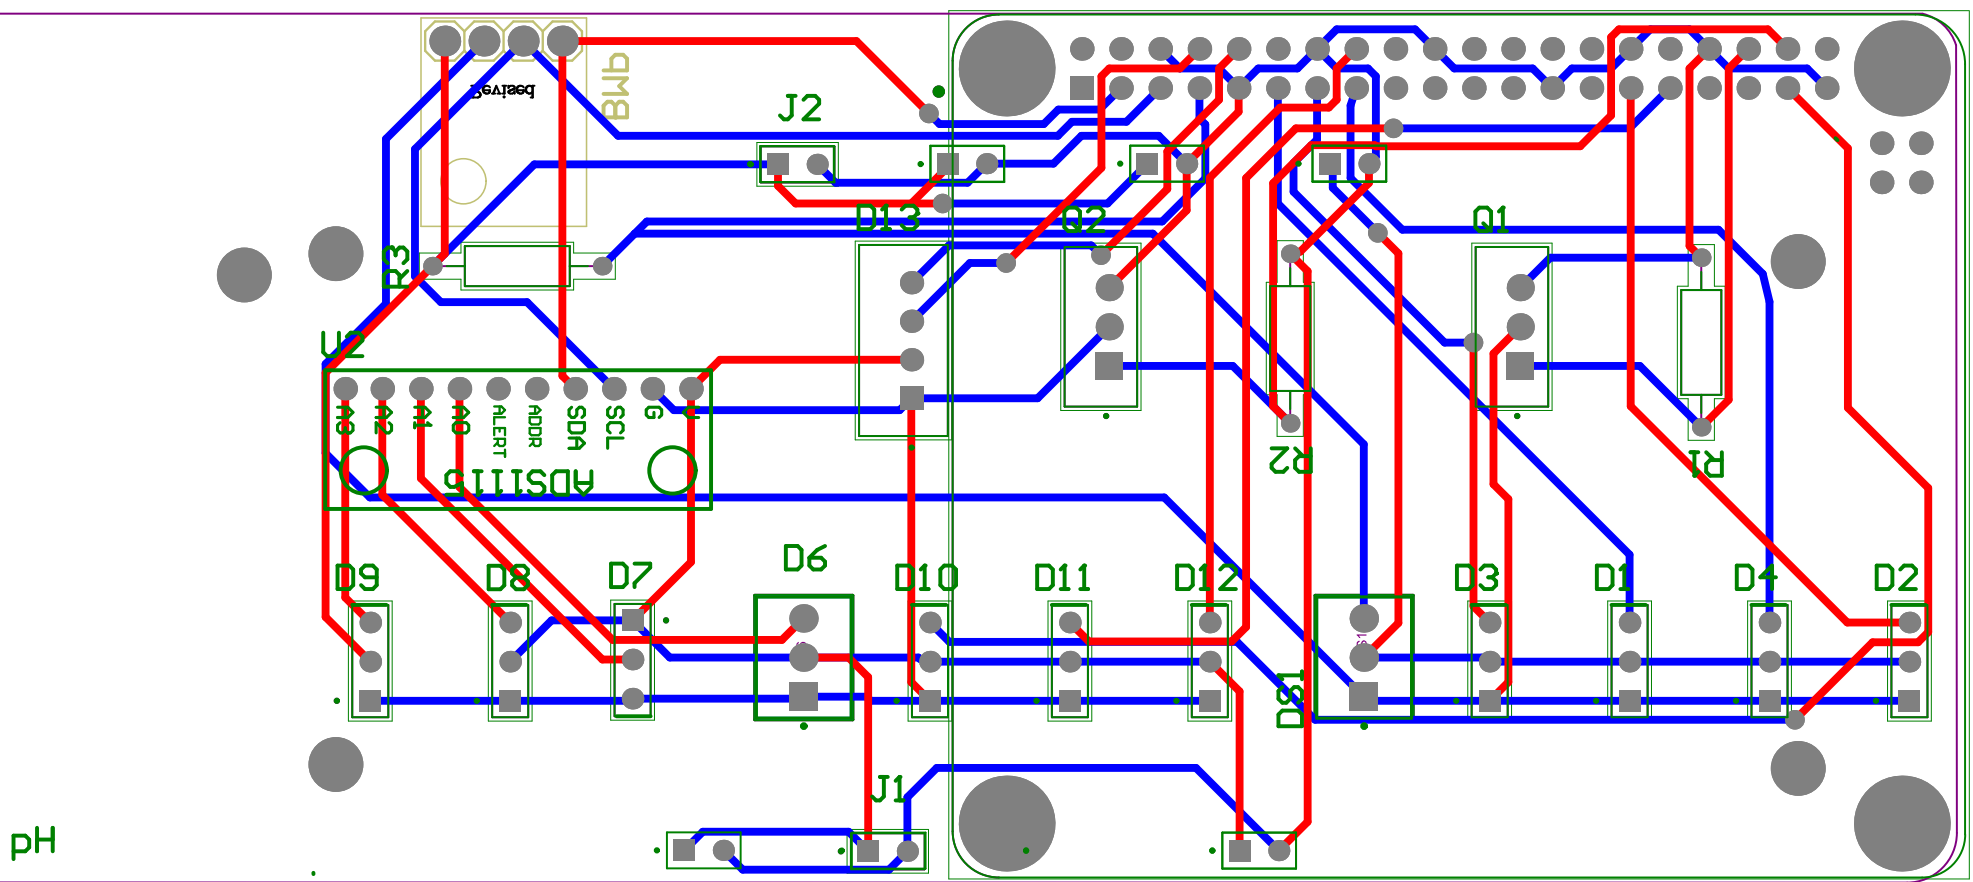 Revised
BMP
J2
D13
Q2
Q1
R3
U2
A3
A2
A1
A0
ALERT
ADDR
SDA
SCL
G
V
ADS1115
R2
R1
D9
D8
D7
D6
D10
D11
D12
D3
D1
D4
D2
DS1
J1
pH